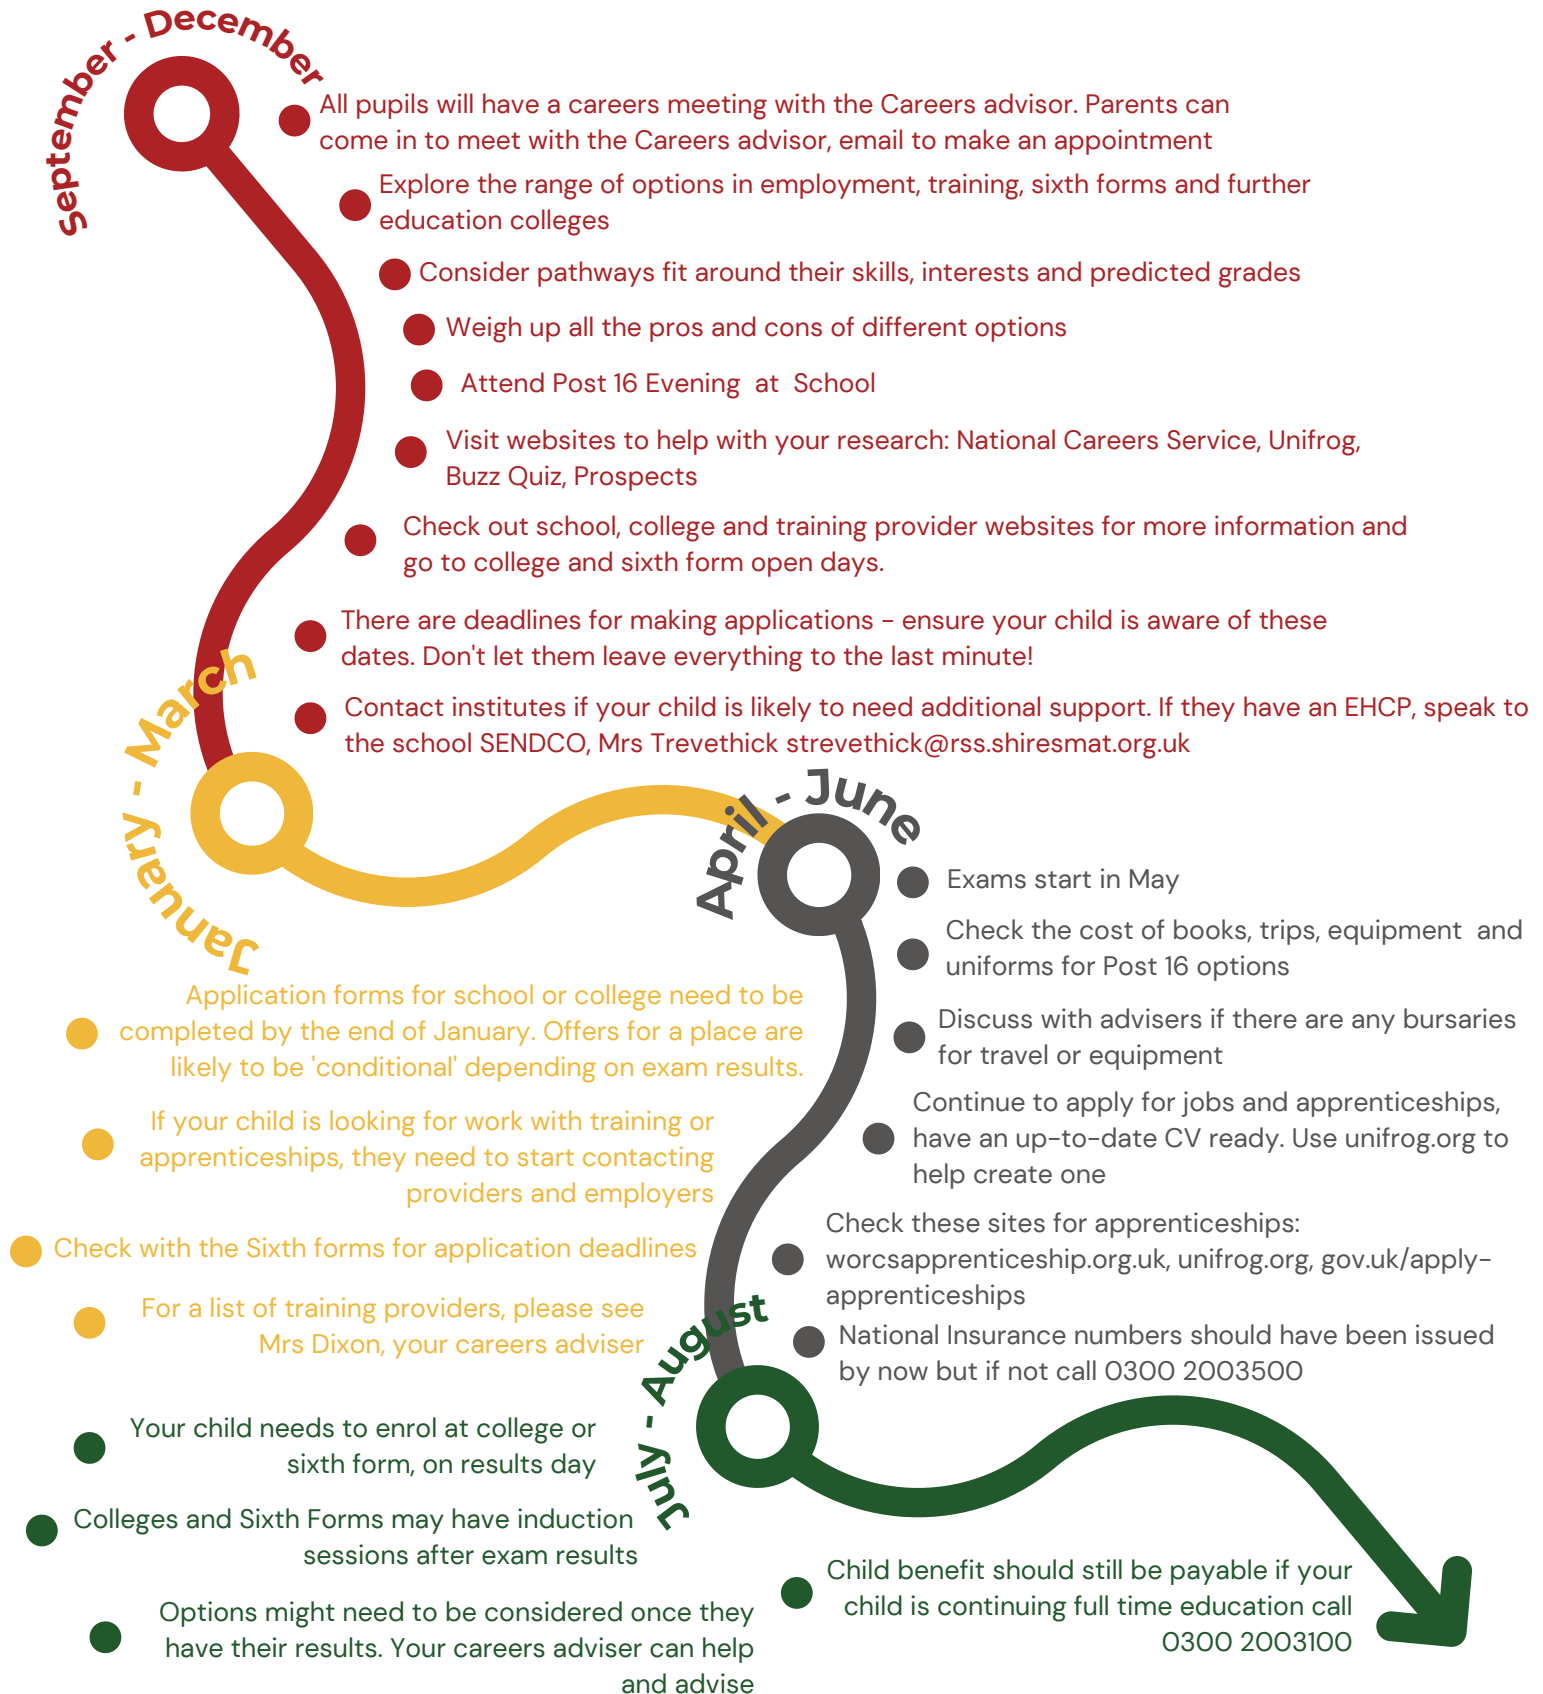 September - December
All pupils will have a careers meeting with the Careers advisor. Parents can
come in to meet with the Careers advisor, email to make an appointment
Explore the range of options in employment, training, sixth forms and further
education colleges
Consider pathways fit around their skills, interests and predicted grades
Weigh up all the pros and cons of different options
Attend Post 16 Evening at School
Visit websites to help with your research: National Careers Service, Unifrog,
Buzz Quiz, Prospects
Check out school, college and training provider websites for more information and
go to college and sixth form open days.
There are deadlines for making applications - ensure your child is aware of these
dates. Don't let them leave everything to the last minute!
Contact institutes if your child is likely to need additional support. If they have an EHCP, speak to
the school SENDCO, Mrs Trevethick strevethick@rss.shiresmat.org.uk
January - March
Application forms for school or college need to be
completed by the end of January. Offers for a place are
likely to be 'conditional' depending on exam results.
If your child is looking for work with training or
apprenticeships, they need to start contacting
providers and employers
Check with the Sixth forms for application deadlines
For a list of training providers, please see
Mrs Dixon, your careers adviser
April - June
Exams start in May
Check the cost of books, trips, equipment and
uniforms for Post 16 options
Discuss with advisers if there are any bursaries
for travel or equipment
Continue to apply for jobs and apprenticeships,
have an up-to-date CV ready. Use unifrog.org to
help create one
Check these sites for apprenticeships:
worcsapprenticeship.org.uk, unifrog.org, gov.uk/apply-
apprenticeships
National Insurance numbers should have been issued
by now but if not call 0300 2003500
July - August
Your child needs to enrol at college or
sixth form, on results day
Colleges and Sixth Forms may have induction
sessions after exam results
Options might need to be considered once they
have their results. Your careers adviser can help
and advise
Child benefit should still be payable if your
child is continuing full time education call
0300 2003100